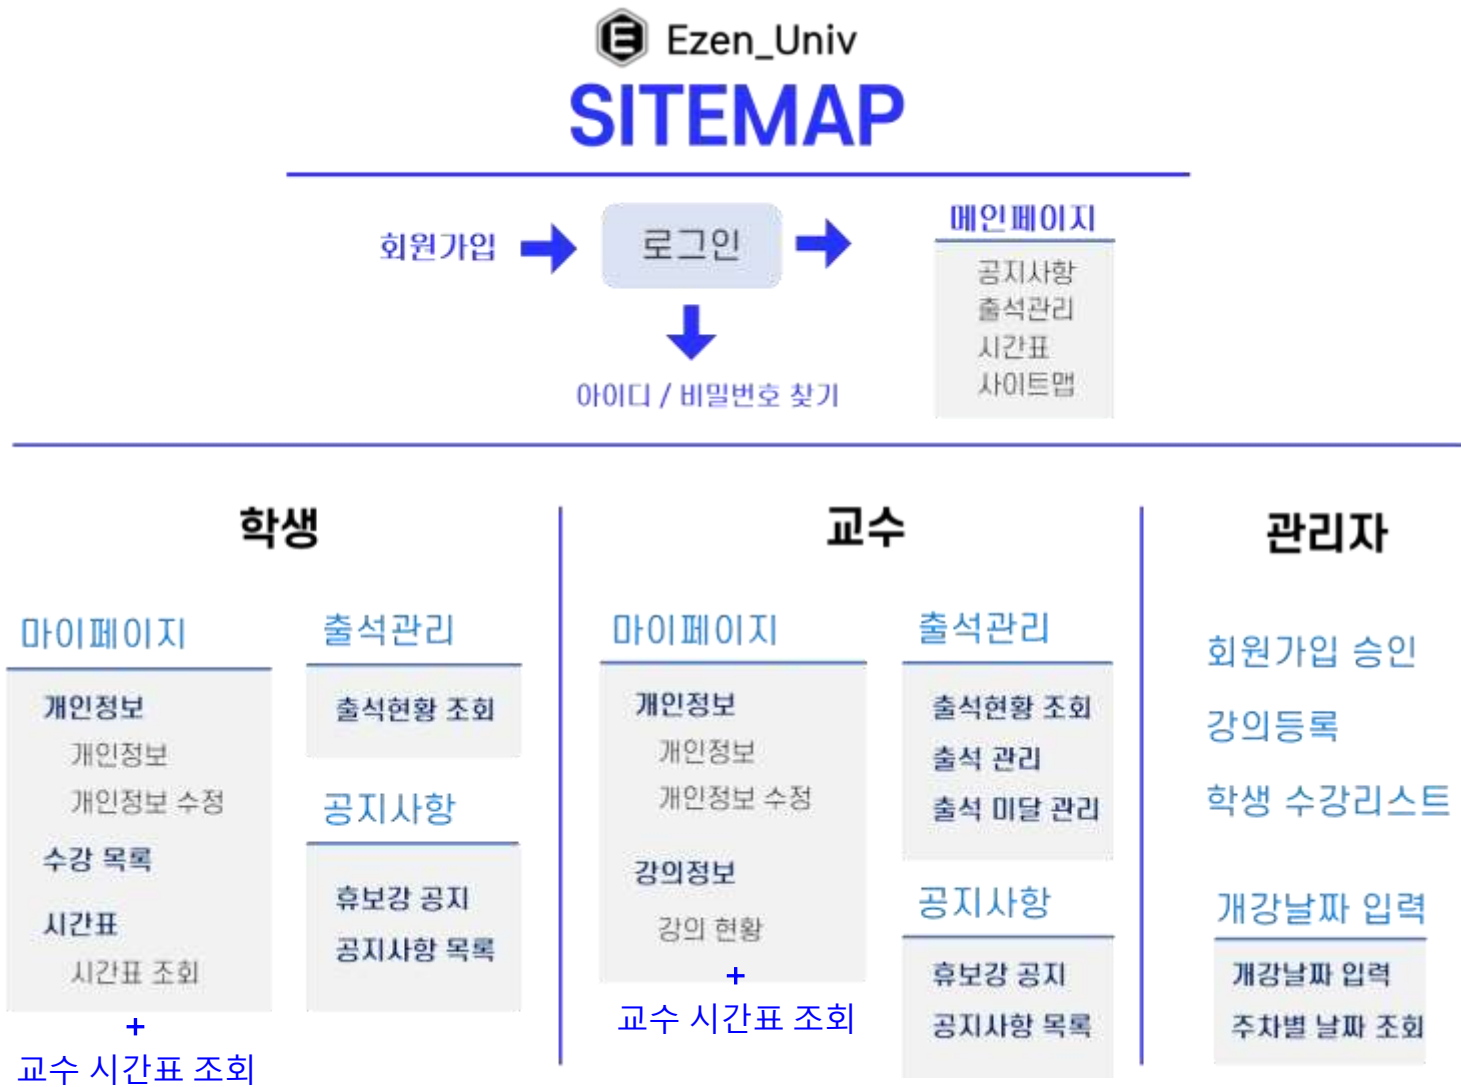 E Ezen_Univ
SITEMAP
회원가입
로그인
아이디 / 비밀번호 찾기
메인페이지
공지사항
출석관리
시간표
사이트맵
학생
마이페이지
개인정보
개인정보
개인정보 수정
수강 목록
시간표
시간표 조회
+
교수 시간표 조회
출석관리
출석현황 조회
공지사항
휴보강 공지
공지사항 목록
교수
마이페이지
개인정보
개인정보
개인정보 수정
강의정보
강의 현황
+
교수 시간표 조회
출석관리
출석현황 조회
출석 관리
출석 미달 관리
공지사항
휴보강 공지
공지사항 목록
관리자
회원가입 승인
강의등록
학생 수강리스트
개강날짜 입력
개강날짜 입력
주차별 날짜 조회